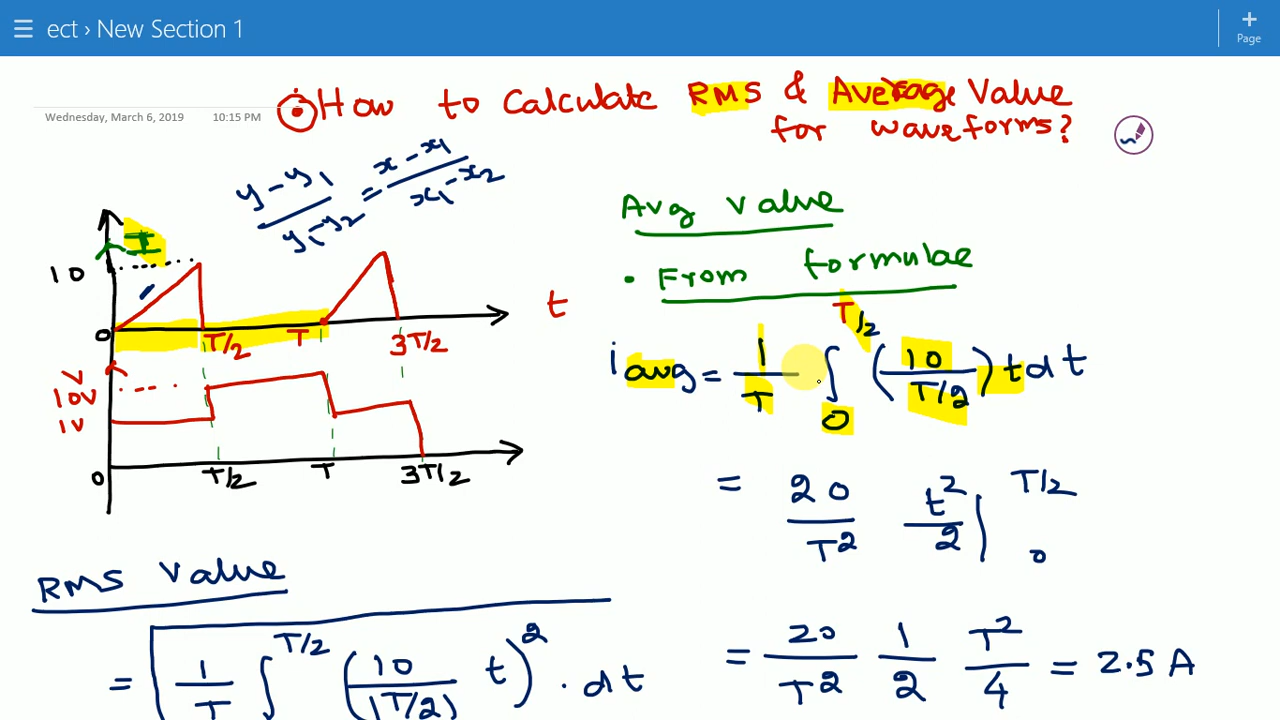 ect › New Section 1
Page
How to Calculate RMS & Average Value
for waveforms?
Wednesday, March 6, 2019 10:15 PM
y-y1/y1-y2 = x-x1/x1-x2
I
10
0 T/2 T 3T/2 t
V
10V
1V
0 T/2 T 3T/2
Avg value
• From formulae
iavg = 1/T ∫0^T/2 (10/T/2) t dt
= 20/T² t²/2 | T/2 0
= 20/T² 1/2 T²/4 = 2.5 A
RMS Value
= √ 1/T ∫^T/2 (10/(T/2) t)² . dt